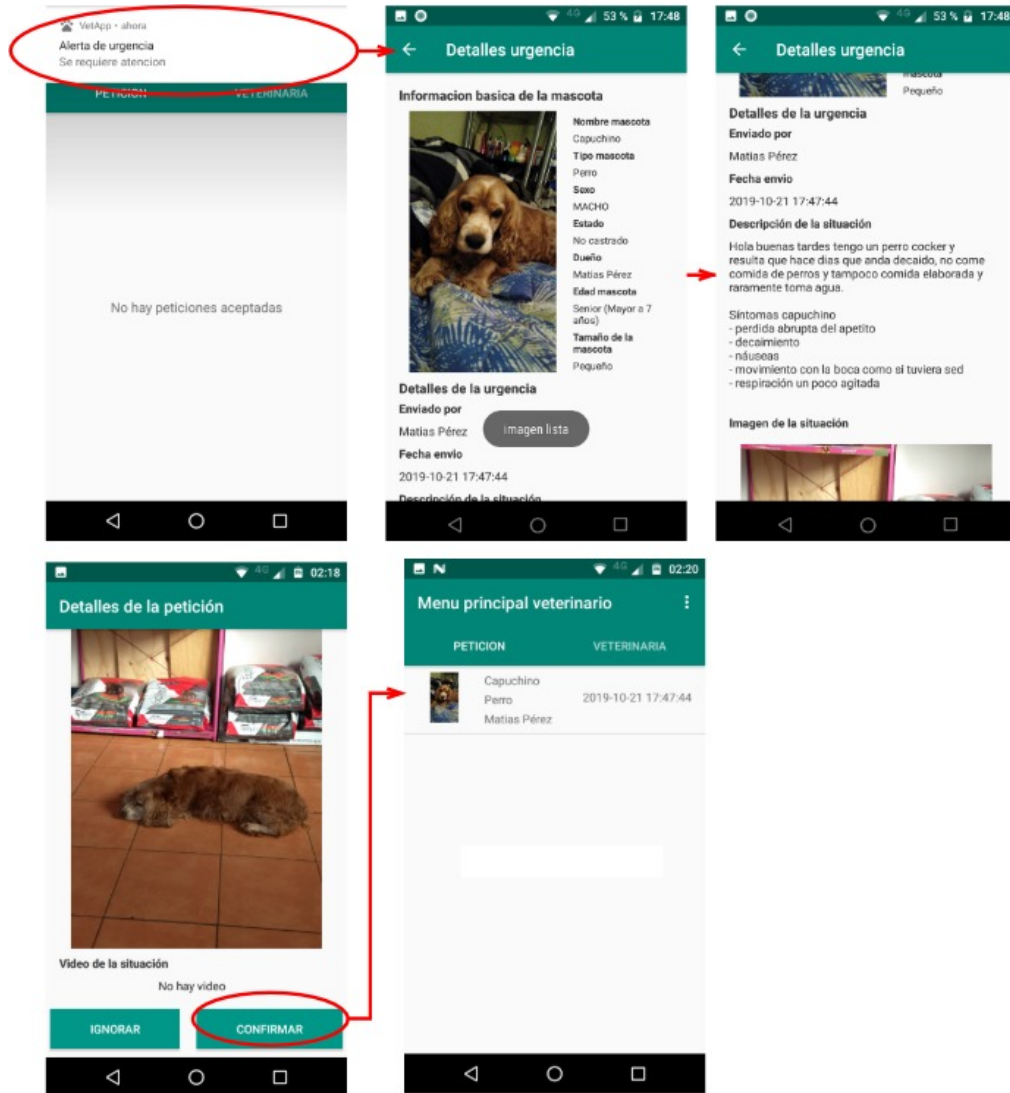 VetApp • ahora
Alerta de urgencia
Se requiere atencion
PETICION VETERINARIA
No hay peticiones aceptadas
4G 53 % 17:48
Detalles urgencia
Informacion basica de la mascota
Nombre mascota
Capuchino
Tipo mascota
Perro
Sexo
MACHO
Estado
No castrado
Dueño
Matias Pérez
Edad mascota
Senior (Mayor a 7
años)
Tamaño de la
mascota
Pequeño
Detalles de la urgencia
Enviado por
Matias Pérez
imagen lista
Fecha envio
2019-10-21 17:47:44
Descripción de la situación
4G 53 % 17:48
Detalles urgencia
mascota
Pequeño
Detalles de la urgencia
Enviado por
Matias Pérez
Fecha envio
2019-10-21 17:47:44
Descripción de la situación
Hola buenas tardes tengo un perro cocker y
resulta que hace dias que anda decaido, no come
comida de perros y tampoco comida elaborada y
raramente toma agua.
Síntomas capuchino
- perdida abrupta del apetito
- decaimiento
- náuseas
- movimiento con la boca como si tuviera sed
- respiración un poco agitada
Imagen de la situación
4G 02:18
Detalles de la petición
Video de la situación
No hay video
IGNORAR CONFIRMAR
4G 02:20
Menu principal veterinario
PETICION VETERINARIA
Capuchino
Perro 2019-10-21 17:47:44
Matias Pérez